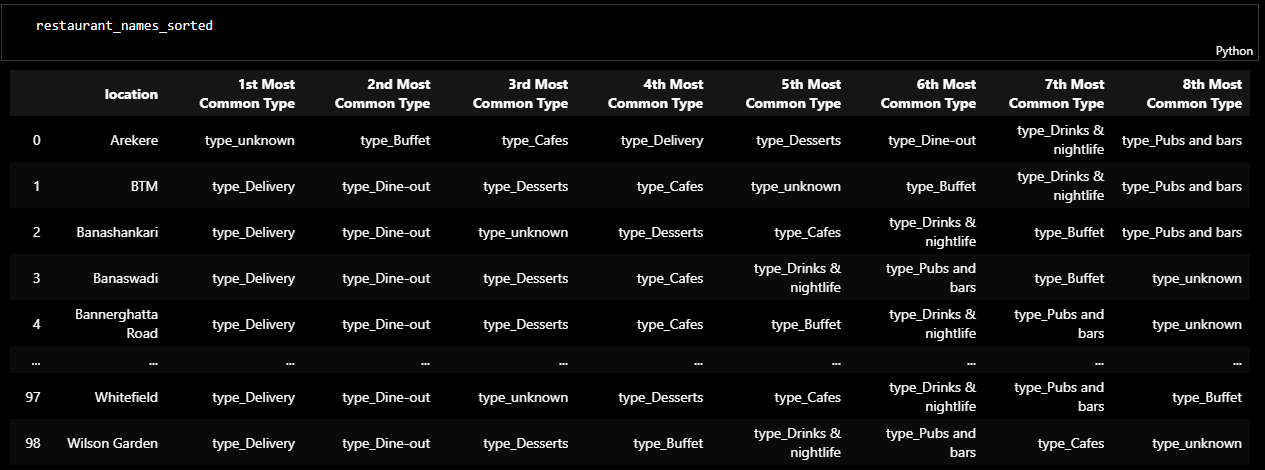 restaurant_names_sorted
Python
location 1st Most Common Type 2nd Most Common Type 3rd Most Common Type 4th Most Common Type 5th Most Common Type 6th Most Common Type 7th Most Common Type 8th Most Common Type
0 Arekere type_unknown type_Buffet type_Cafes type_Delivery type_Desserts type_Dine-out type_Drinks & nightlife type_Pubs and bars
1 BTM type_Delivery type_Dine-out type_Desserts type_Cafes type_unknown type_Buffet type_Drinks & nightlife type_Pubs and bars
2 Banashankari type_Delivery type_Dine-out type_unknown type_Desserts type_Cafes type_Drinks & nightlife type_Buffet type_Pubs and bars
3 Banaswadi type_Delivery type_Dine-out type_Desserts type_Cafes type_Drinks & nightlife type_Pubs and bars type_Buffet type_unknown
4 Bannerghatta Road type_Delivery type_Dine-out type_Desserts type_Cafes type_Buffet type_Drinks & nightlife type_Pubs and bars type_unknown
... ... ... ... ... ... ... ... ... ...
97 Whitefield type_Delivery type_Dine-out type_unknown type_Desserts type_Cafes type_Drinks & nightlife type_Pubs and bars type_Buffet
98 Wilson Garden type_Delivery type_Dine-out type_Desserts type_Buffet type_Drinks & nightlife type_Pubs and bars type_Cafes type_unknown